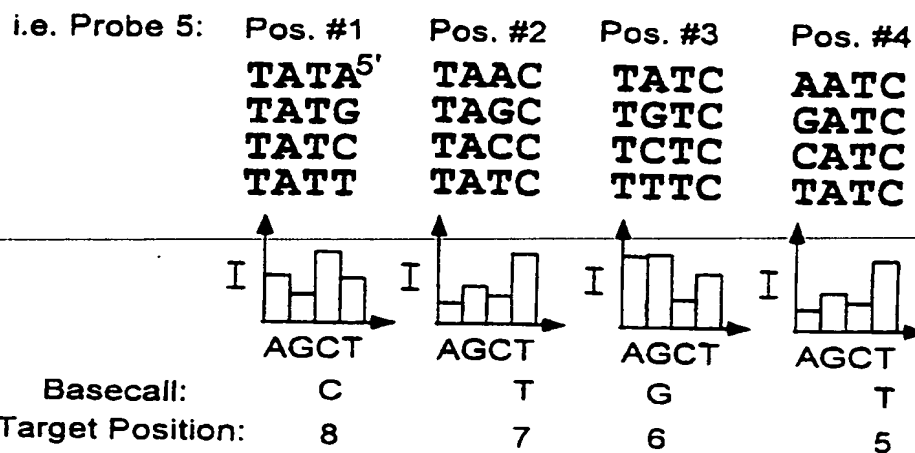 i.e. Probe 5: Pos. #1 Pos. #2 Pos. #3 Pos. #4
TATA5' TAAC TATC AATC
TATG TAGC TGTC GATC
TATC TACC TCTC CATC
TATT TATC TTTC TATC
I I I I
AGCT AGCT AGCT AGCT
Basecall: C T G T
Target Position: 8 7 6 5